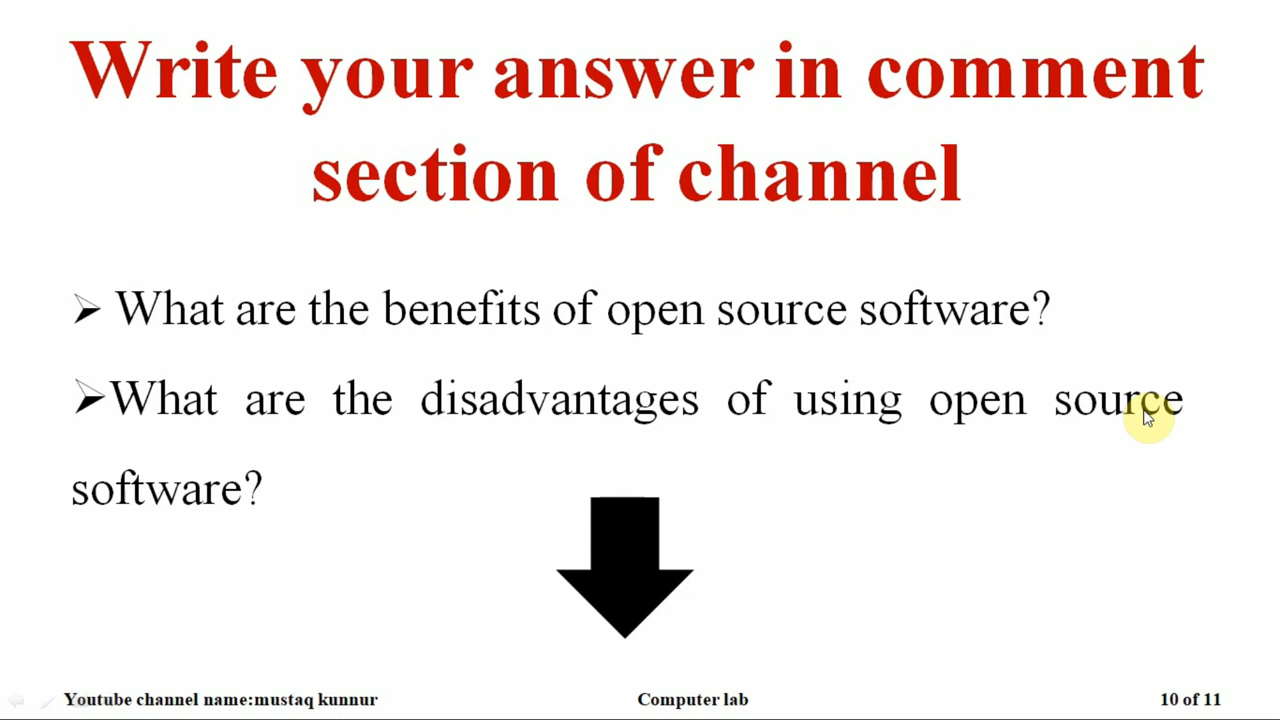 Write your answer in comment
section of channel
➢ What are the benefits of open source software?
➢What are the disadvantages of using open source
software?
Youtube channel name:mustaq kunnur Computer lab 10 of 11